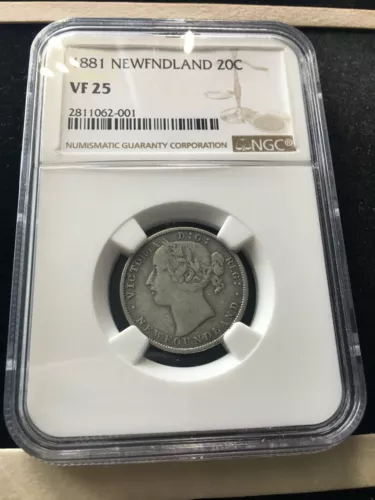 1881 NEWFNDLAND 20C
VF 25
2811062-001
NUMISMATIC GUARANTY CORPORATION
NGC®
VICTORIA D:G: REG:
NEWFOUNDLAND